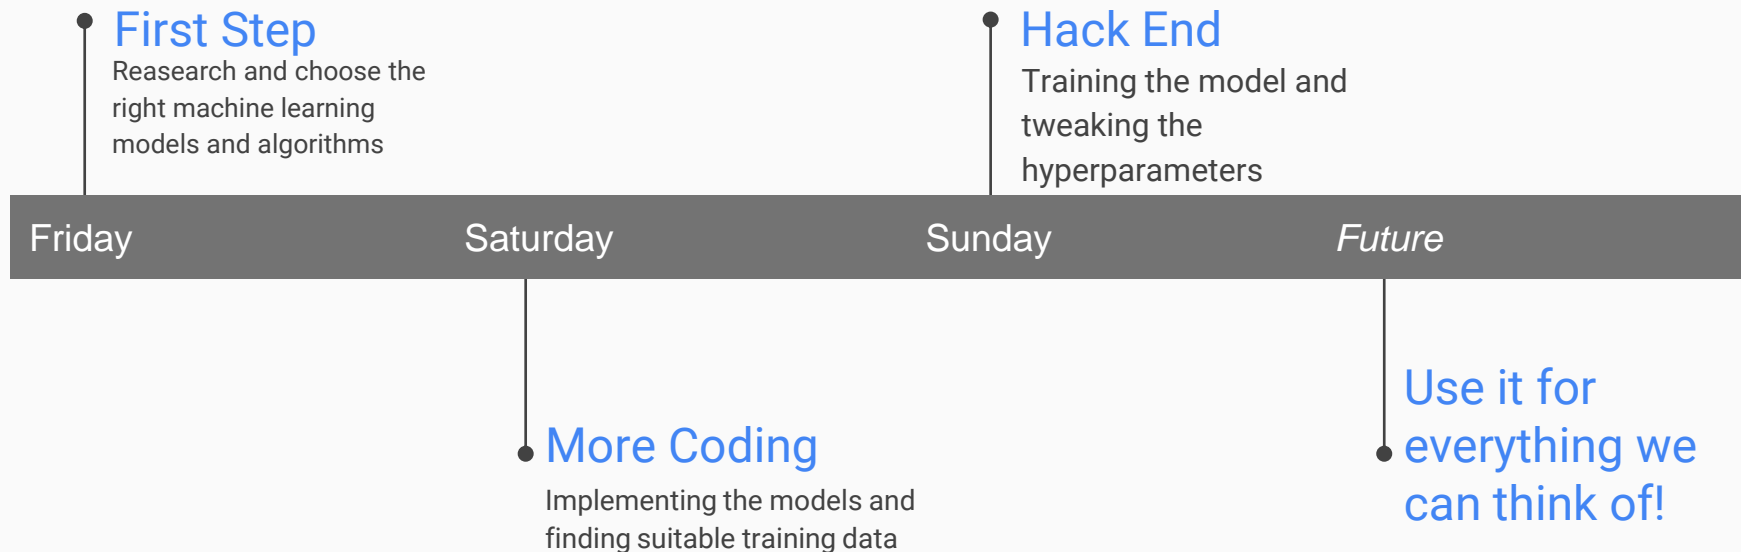 First Step
Reasearch and choose the
right machine learning
models and algorithms
Hack End
Training the model and
tweaking the
hyperparameters
Friday
Saturday
Sunday
Future
More Coding
Implementing the models and
finding suitable training data
Use it for
everything we
can think of!